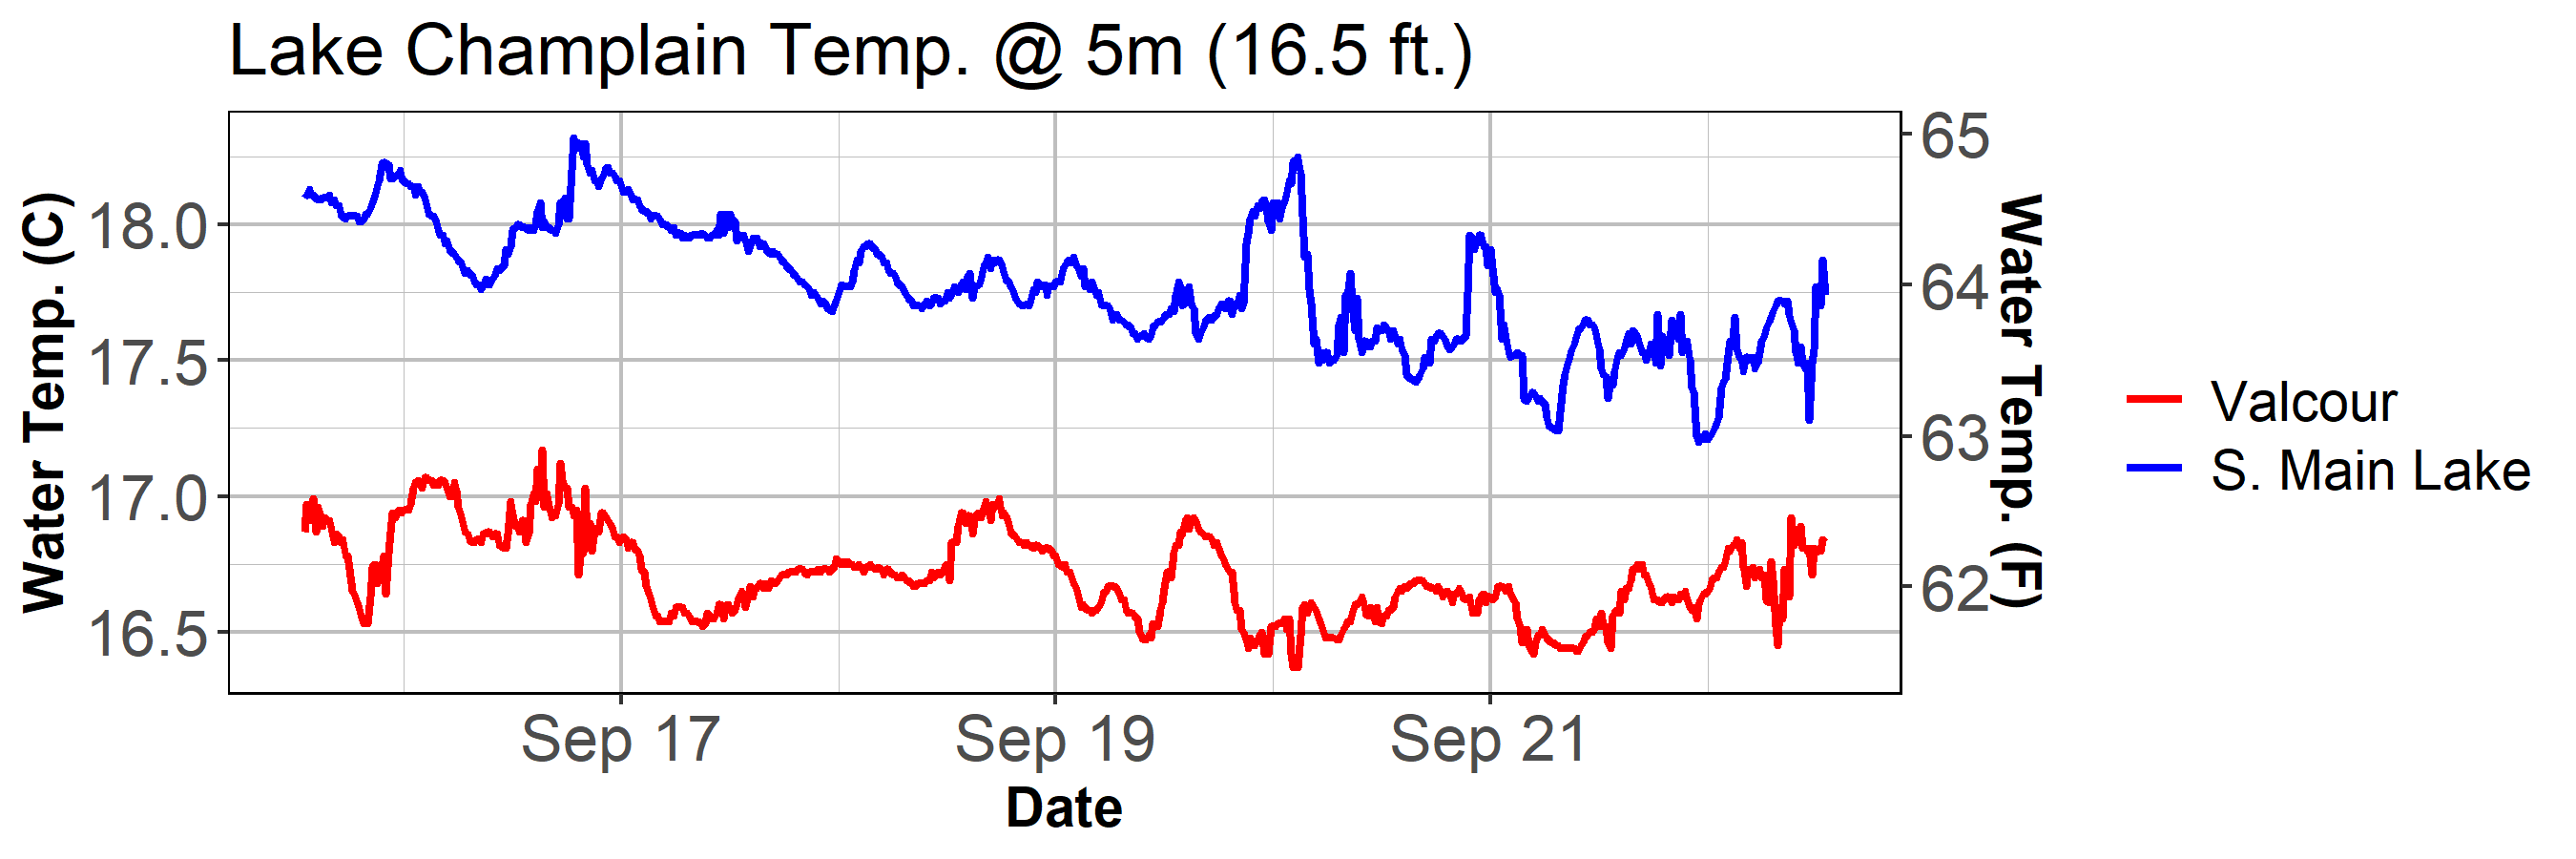 Lake Champlain Temp. @ 5m (16.5 ft.)
Water Temp. (C)
18.0
17.5
17.0
16.5
65
64
63
62
Water Temp. (F)
Sep 17
Sep 19
Sep 21
Date
Valcour
S. Main Lake